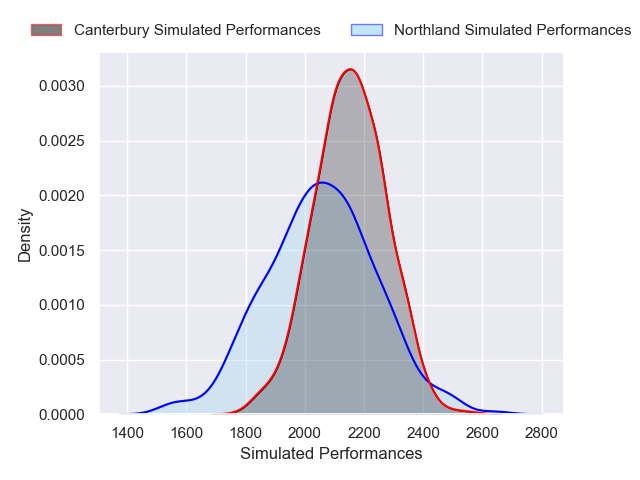 Canterbury Simulated Performances Northland Simulated Performances
0.0030
0.0025
0.0020
0.0015
0.0010
0.0005
0.0000
Density
1400 1600 1800 2000 2200 2400 2600 2800
Simulated Performances